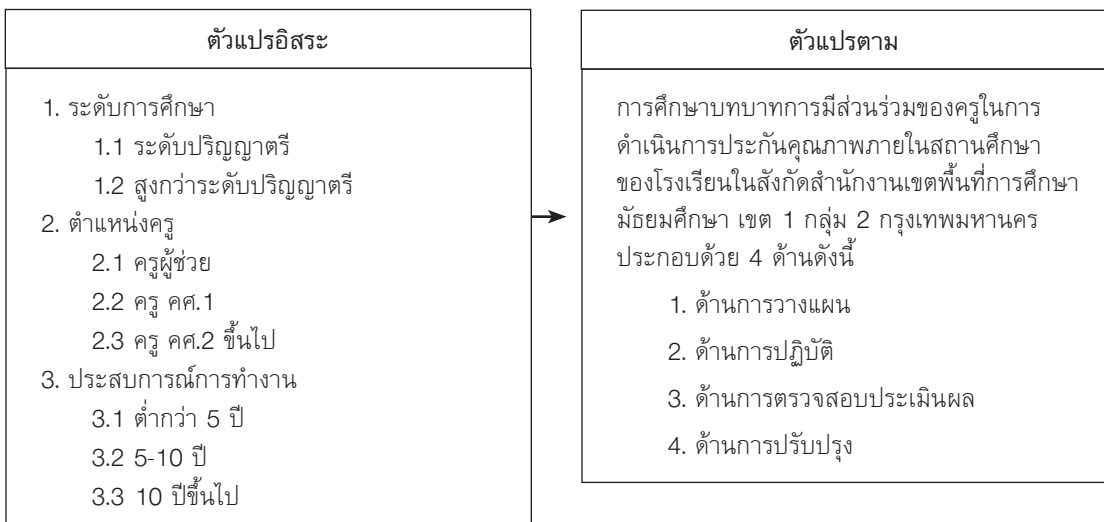 ตัวแปรอิสระ
1. ระดับการศึกษา
1.1 ระดับปริญญาตรี
1.2 สูงกว่าระดับปริญญาตรี
2. ตำแหน่งครู
2.1 ครูผู้ช่วย
2.2 ครู คศ.1
2.3 ครู คศ.2 ขึ้นไป
3. ประสบการณ์การทำงาน
3.1 ต่ำกว่า 5 ปี
3.2 5-10 ปี
3.3 10 ปีขึ้นไป
ตัวแปรตาม
การศึกษาบทบาทการมีส่วนร่วมของครูในการ
ดำเนินการประกันคุณภาพภายในสถานศึกษา
ของโรงเรียนในสังกัดสำนักงานเขตพื้นที่การศึกษา
มัธยมศึกษา เขต 1 กลุ่ม 2 กรุงเทพมหานคร
ประกอบด้วย 4 ด้านดังนี้
1. ด้านการวางแผน
2. ด้านการปฏิบัติ
3. ด้านการตรวจสอบประเมินผล
4. ด้านการปรับปรุง